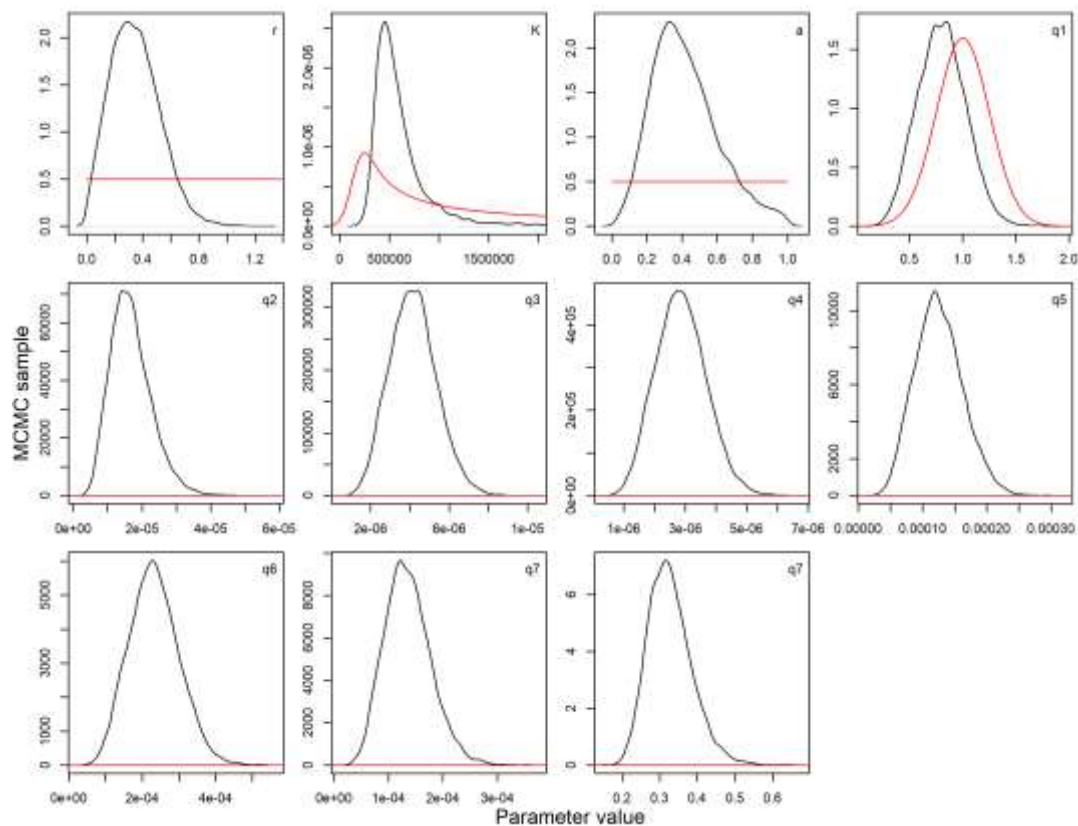 r
0.0 0.5 1.0 1.5 2.0
0.0 0.4 0.8 1.2
K
0.0e+00 1.0e-06 2.0e-06
0 500000 1500000
a
0.0 0.5 1.0 1.5 2.0
0.0 0.2 0.4 0.6 0.8 1.0
q1
0.0 0.5 1.0 1.5
0.5 1.0 1.5 2.0
MCMC sample
q2
0 20000 40000 60000
0e+00 2e-05 4e-05 6e-05
q3
0 100000 200000 300000
2e-06 6e-06 1e-05
q4
0e+00 2e+05 4e+05
1e-06 3e-06 5e-06 7e-06
q5
0 2000 6000 10000
0.00000 0.00010 0.00020 0.00030
q6
0 1000 3000 5000
0e+00 2e-04 4e-04
q7
0 2000 4000 6000 8000
0e+00 1e-04 2e-04 3e-04
q7
0 2 4 6
0.2 0.3 0.4 0.5 0.6
Parameter value